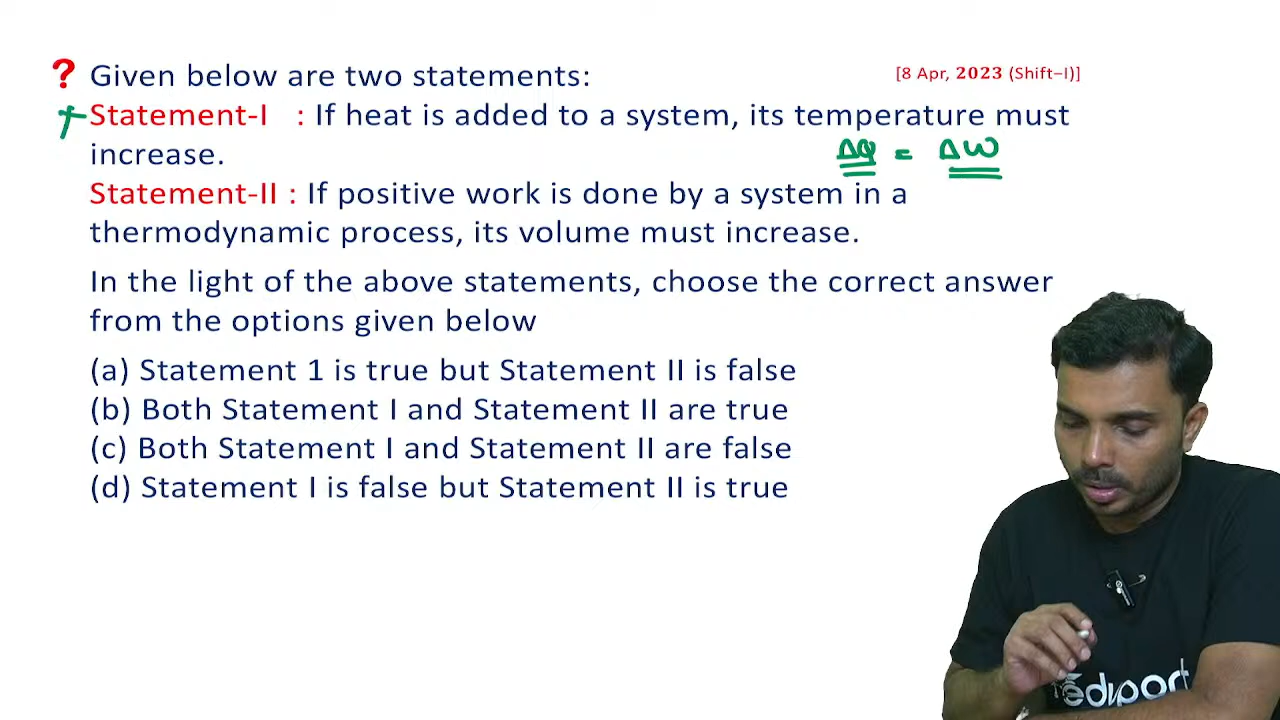 ? Given below are two statements:
[8 Apr, 2023 (Shift–I)]
Statement-I : If heat is added to a system, its temperature must
increase.
ΔQ = ΔW
Statement-II : If positive work is done by a system in a
thermodynamic process, its volume must increase.
In the light of the above statements, choose the correct answer
from the options given below
(a) Statement 1 is true but Statement II is false
(b) Both Statement I and Statement II are true
(c) Both Statement I and Statement II are false
(d) Statement I is false but Statement II is true
eduport